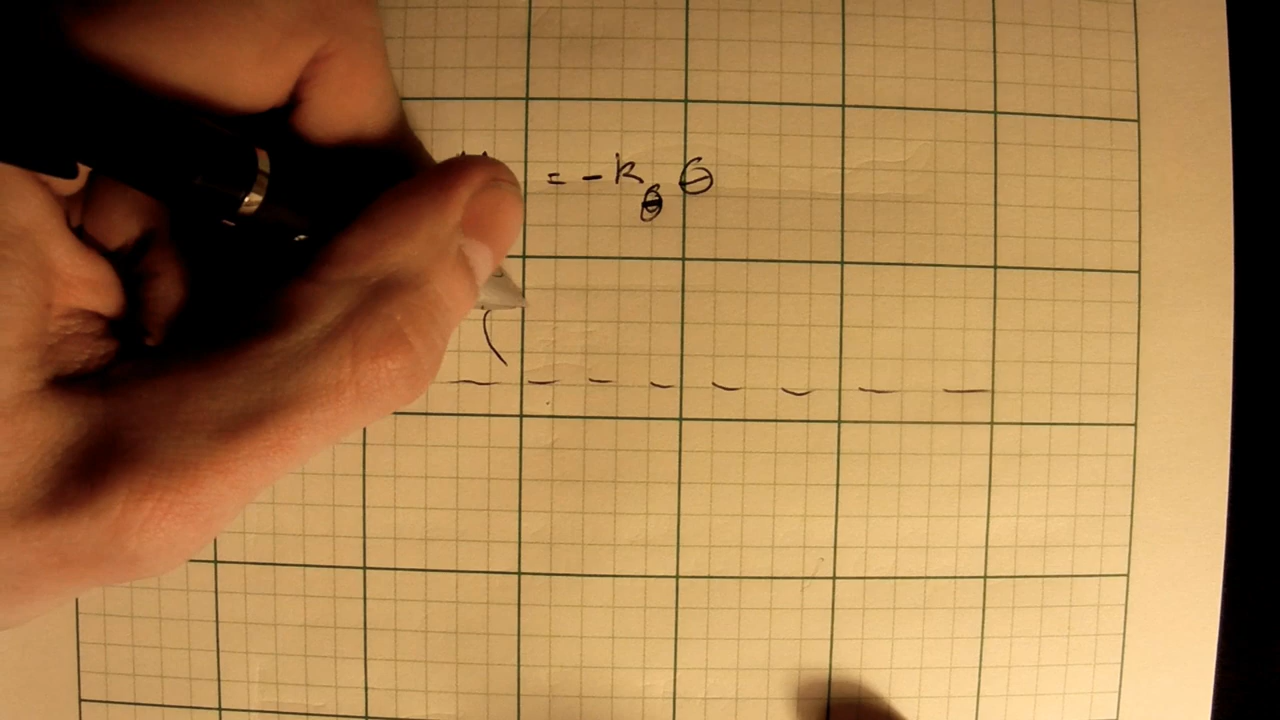 = -k_θ θ
(